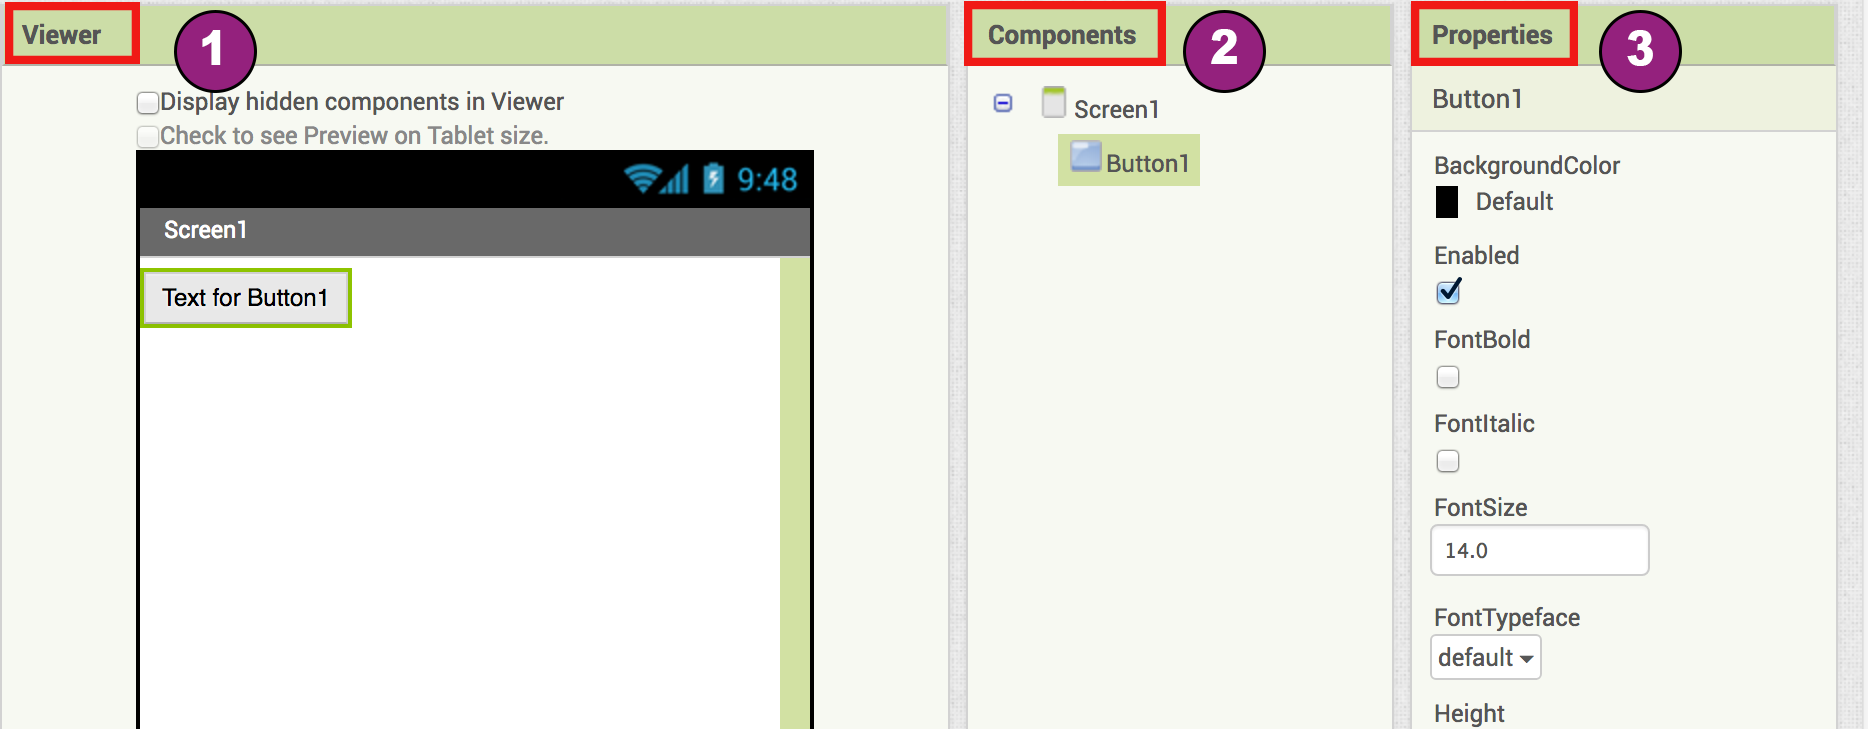 Viewer
1
Display hidden components in Viewer
Check to see Preview on Tablet size.
9:48
Screen1
Text for Button1
Components
2
Screen1
Button1
Properties
3
Button1
BackgroundColor
Default
Enabled
FontBold
FontItalic
FontSize
14.0
FontTypeface
default
Height